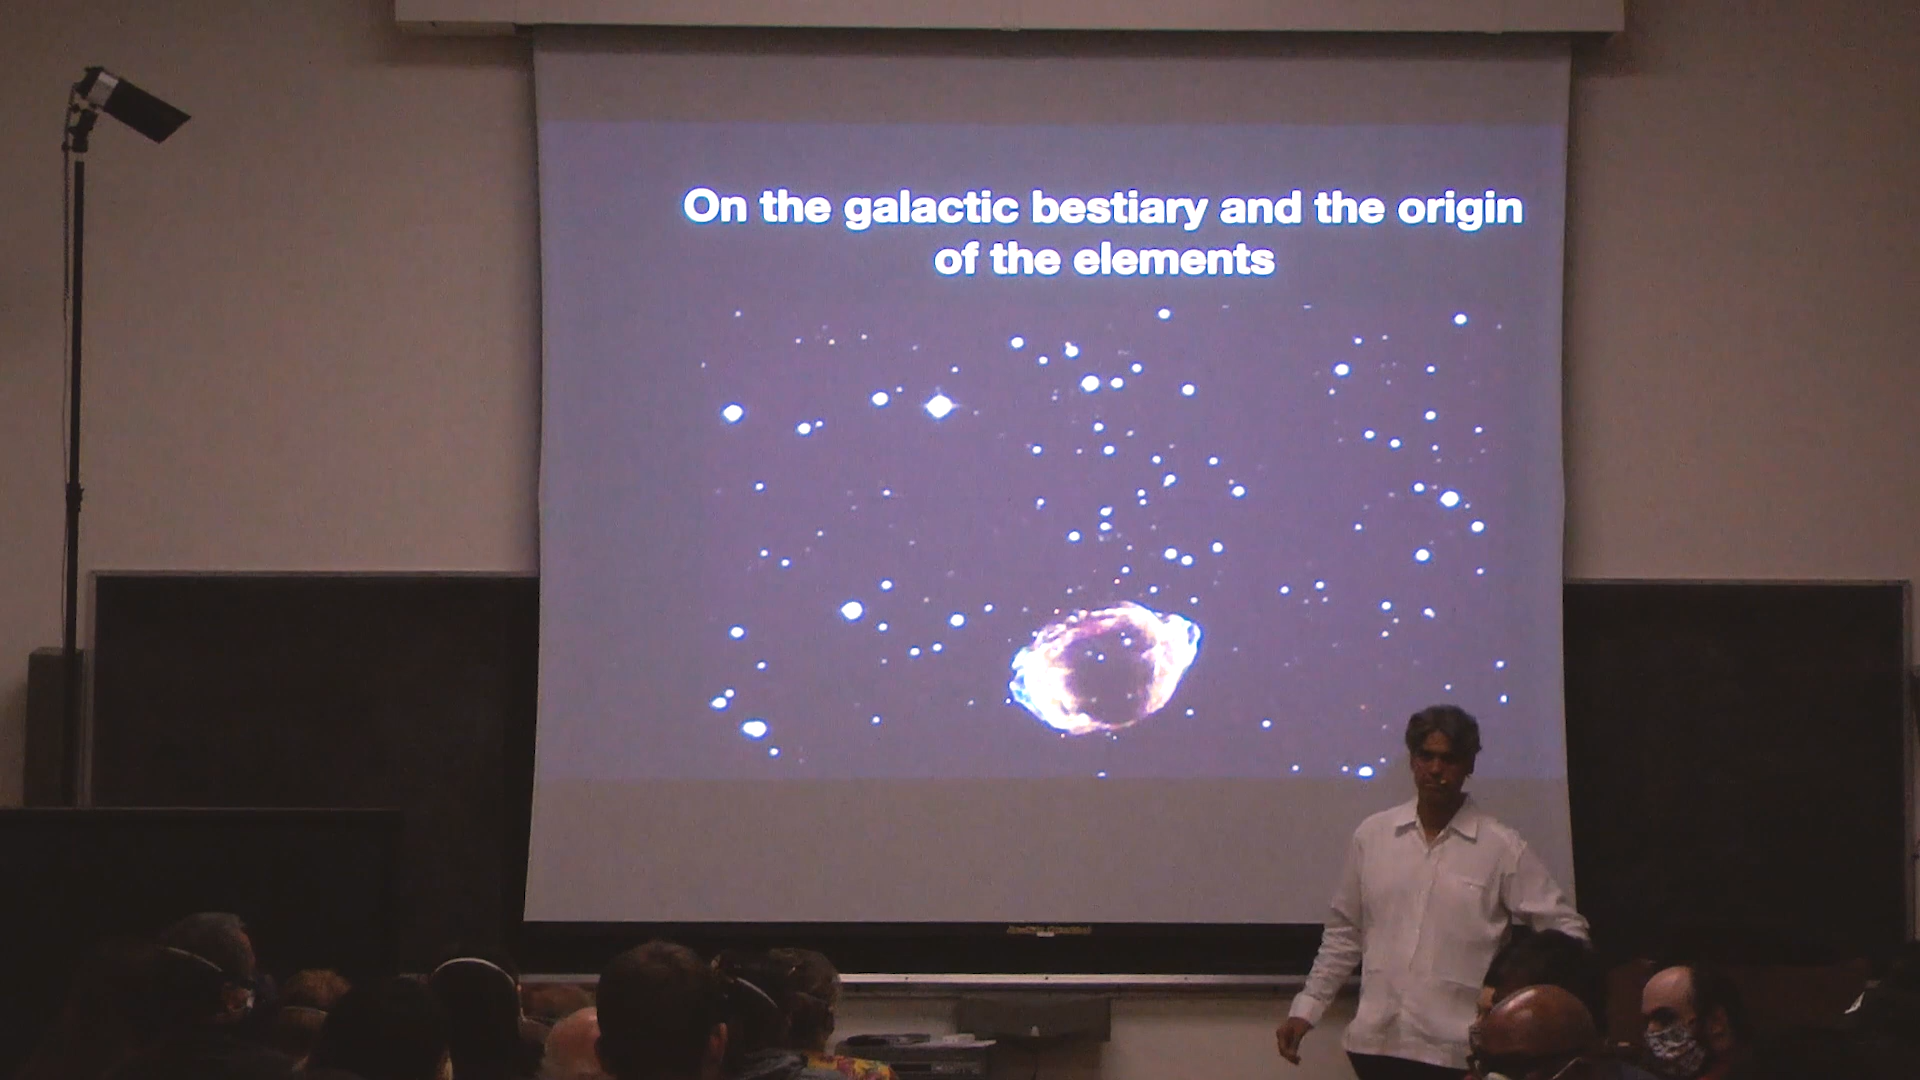 On the galactic bestiary and the origin
of the elements